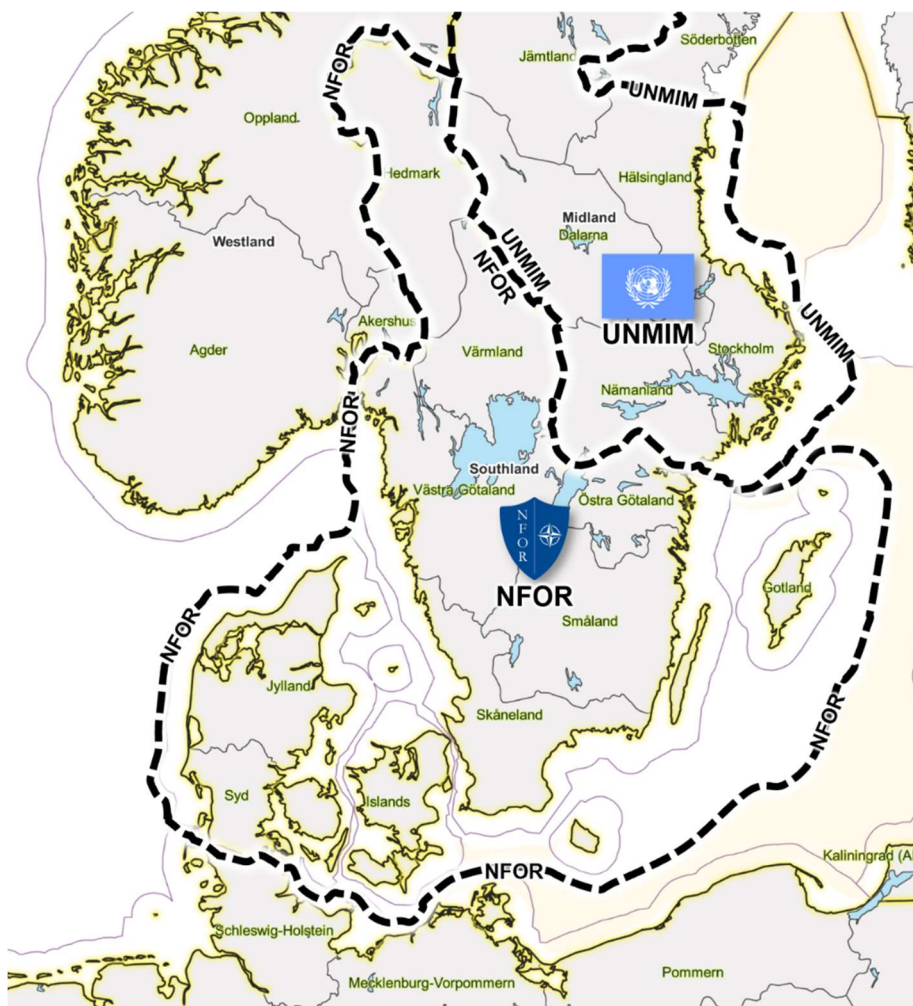 Söderbotten
Jämtland
NFOR
UNMIM
Oppland
Hedmark
Hälsingland
Midland
Dalarna
Westland
UNMIM
NFOR
UNMIM
UNMIM
Akershus
Stockholm
Agder
Värmland
Nämanland
NFOR
Southland
Västra Götaland
Östra Götaland
NFOR
NFOR
Gotland
Småland
NFOR
Jylland
Skåneland
NFOR
Syd
Islands
Kaliningrad (A
NFOR
Schleswig-Holstein
Mecklenburg-Vorpommern
Pommern